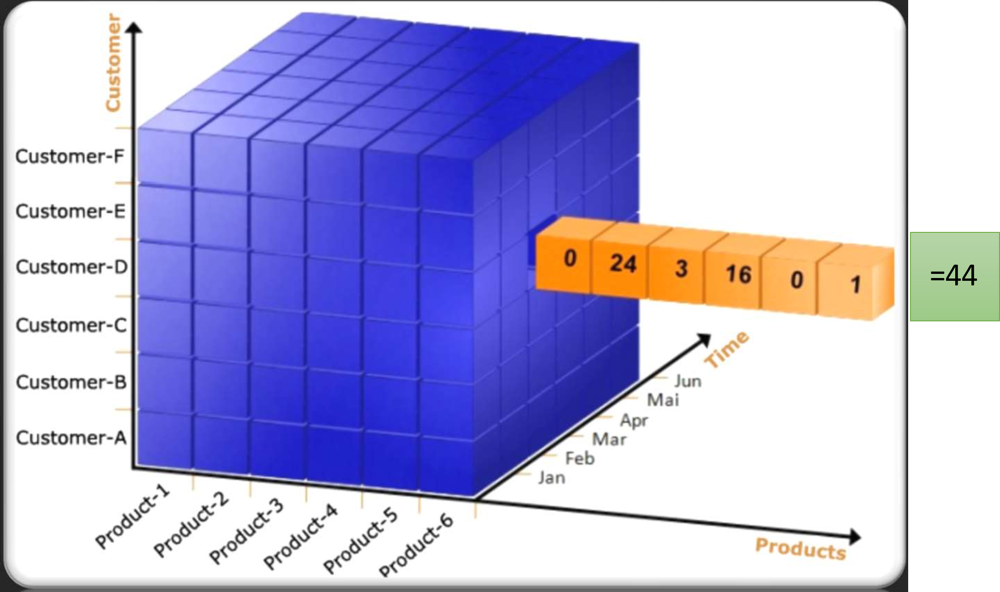 Customer
Customer-F
Customer-E
Customer-D
Customer-C
Customer-B
Customer-A
0 24 3 16 0 1
=44
Time
Jun
Mai
Apr
Mar
Feb
Jan
Product-1
Product-2
Product-3
Product-4
Product-5
Product-6
Products